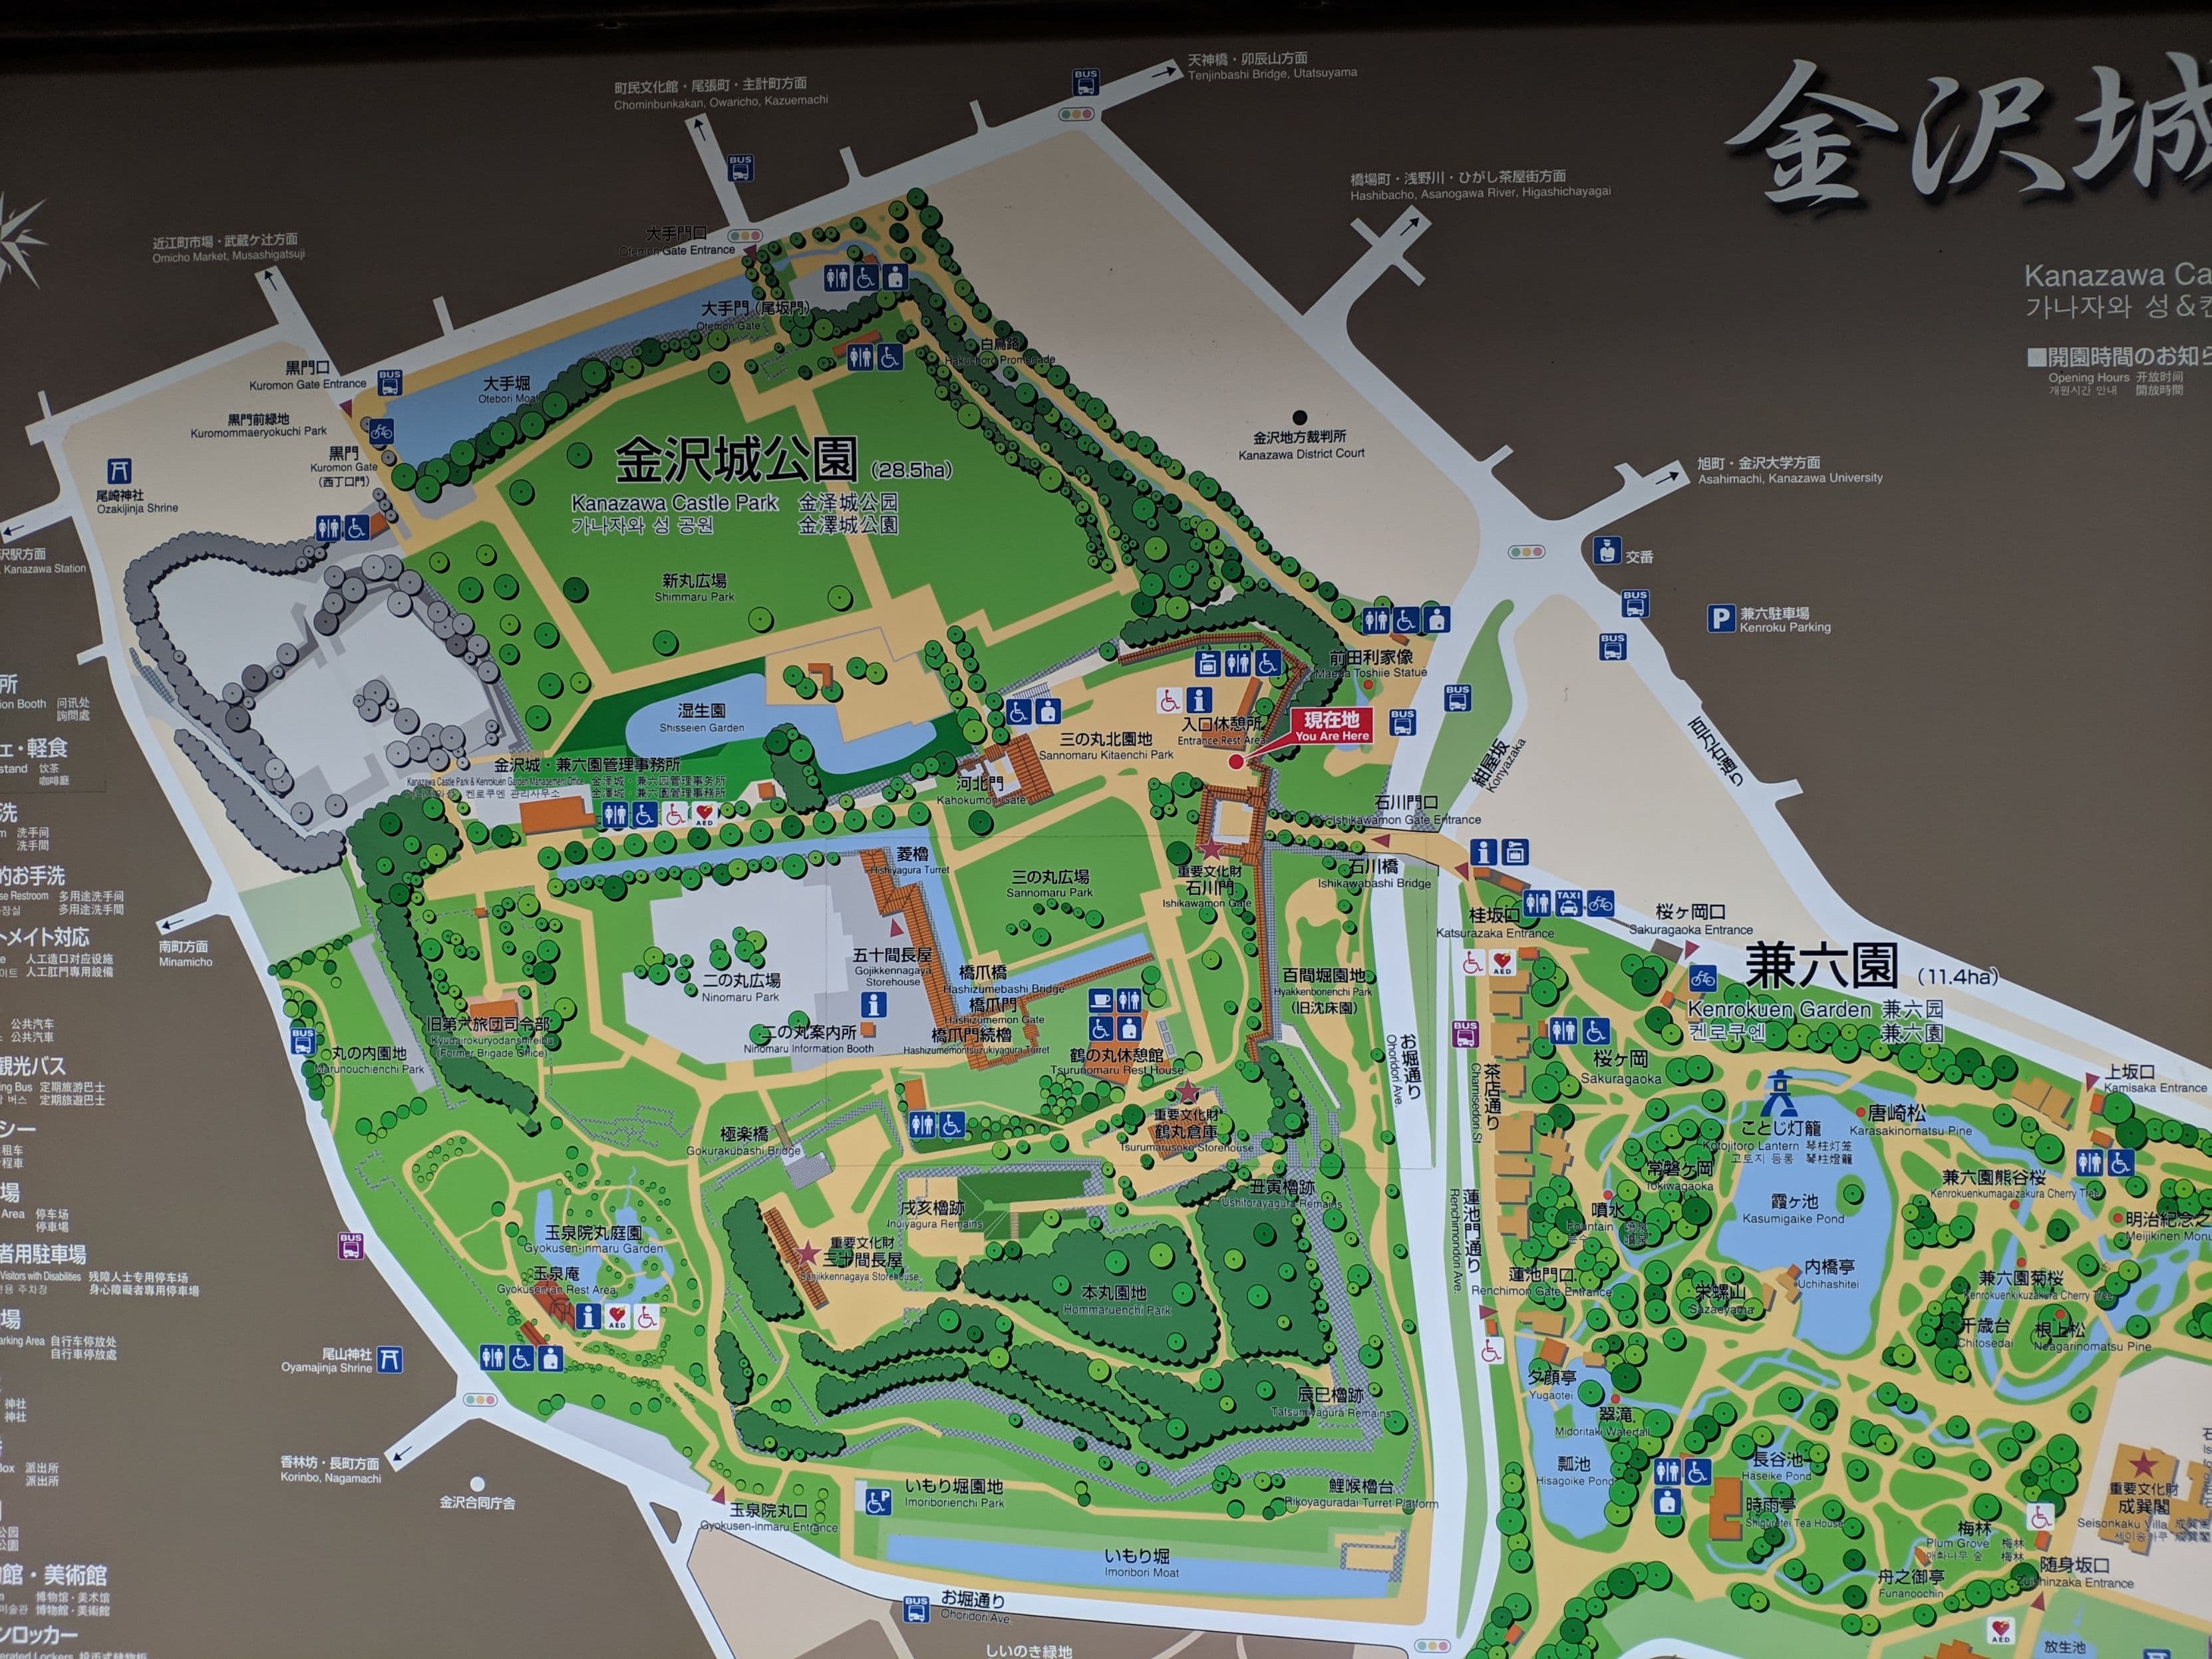 金沢城
Kanazawa Ca
가나자와 성 &
■開園時間のお知ら
Opening Hours 开放时间
개원시간 안내 開放時間
天神橋・卯辰山方面
Tenjinbashi Bridge, Utatsuyama
BUS
町民文化館・尾張町・主計町方面
Chominbunkakan, Owaricho, Kazuemachi
BUS
橋場町・浅野川・ひがし茶屋街方面
Hashibacho, Asanogawa River, Higashichayagai
近江町市場・武蔵ケ辻方面
Omicho Market, Musashigatsuji
大手門口
Otemon Gate Entrance
大手門 (尾坂門)
Otemon Gate
白鳥路
Hakuchoro Promenade
黒門口
Kuromon Gate Entrance
BUS
大手堀
Otebori Moat
黒門前緑地
Kuromommaeryokuchi Park
黒門
Kuromon Gate
(西丁口門)
尾崎神社
Ozakijinja Shrine
沢駅方面
, Kanazawa Station
金沢城公園 (28.5ha)
Kanazawa Castle Park 金泽城公园
가나자와 성 공원 金澤城公園
金沢地方裁判所
Kanazawa District Court
旭町・金沢大学方面
Asahimachi, Kanazawa University
交番
BUS
BUS
P 兼六駐車場
Kenroku Parking
百万石通り
新丸広場
Shimmaru Park
湿生園
Shisseien Garden
前田利家像
Maeda Toshiie Statue
BUS
BUS
紺屋坂
Konyazaka
入口休憩所
Entrance Rest Area
現在地
You Are Here
三の丸北園地
Sannomaru Kitaenchi Park
河北門
Kahokumon Gate
金沢城・兼六園管理事務所
Kanazawa Castle Park & Kenrokuen Garden Management Office
AED
石川門口
Ishikawamon Gate Entrance
石川橋
Ishikawabashi Bridge
重要文化財
石川門
Ishikawamon Gate
菱櫓
Hishiyagura Turret
三の丸広場
Sannomaru Park
五十間長屋
Gojikkennagaya
Storehouse
二の丸広場
Ninomaru Park
二の丸案内所
Ninomaru Information Booth
橋爪橋
Hashizumebashi Bridge
橋爪門
Hashizumemon Gate
橋爪門続櫓
Hashizumemontsuzukiyagura Turret
鶴の丸休憩館
Tsurunomaru Rest House
重要文化財
鶴丸倉庫
Tsurumarusoko Storehouse
百間堀園地
Hyakkenborienchi Park
(旧沈床園)
南町方面
Minamicho
旧第六旅団司令部
Kyudairokuryodanshireibu
(Former Brigade Office)
BUS
丸の内園地
Marunouchienchi Park
極楽橋
Gokurakubashi Bridge
戌亥櫓跡
Inuiyagura Remains
丑寅櫓跡
Ushitorayagura Remains
玉泉院丸庭園
Gyokusen-inmaru Garden
玉泉庵
Gyokusen-an Rest Area
AED
重要文化財
三十間長屋
Sanjikkennagaya Storehouse
本丸園地
Hommaruenchi Park
辰巳櫓跡
Tatsumiyagura Remains
BUS
尾山神社
Oyamajinja Shrine
香林坊・長町方面
Korinbo, Nagamachi
金沢合同庁舎
玉泉院丸口
Gyokusen-inmaru Entrance
P
いもり堀園地
Imoriborienchi Park
鯉喉櫓台
Rikoyaguradai Turret Platform
いもり堀
Imoribori Moat
BUS
お堀通り
Ohoridori Ave.
しいのき緑地
お堀通り
Ohoridori Ave.
桂坂口
Katsurazaka Entrance
TAXI
AED
桜ヶ岡口
Sakuragaoka Entrance
兼六園 (11.4ha)
Kenrokuen Garden 兼六园
켄로쿠엔 兼六園
BUS
茶店通り
Chamisedori St.
蓮池門通り
Renchimondori Ave.
桜ヶ岡
Sakuragaoka
ことじ灯籠
Kotojitoro Lantern 琴柱灯笼
고토지 등롱 琴柱燈籠
唐崎松
Karasakinomatsu Pine
上坂口
Kamisaka Entrance
常磐ヶ岡
Tokiwagaoka
噴水
Fountain
霞ヶ池
Kasumigaike Pond
兼六園熊谷桜
Kenrokuenkumagaizakura Cherry Tree
明治紀念之
Meijikinen Monu
蓮池門口
Renchimon Gate Entrance
栄螺山
Sazaeyama
内橋亭
Uchihashitei
兼六園菊桜
Kenrokuenkikuzakura Cherry Tree
千歳台
Chitosedai
根上松
Neagarinomatsu Pine
夕顔亭
Yugaotei
翠滝
Midoritaki Waterfall
瓢池
Hisagoike Pond
長谷池
Haseike Pond
時雨亭
Shiguretei Tea House
重要文化財
成巽閣
Seisonkaku Villa
梅林
Plum Grove 梅林
매화나무 숲 梅林
舟之御亭
Funanoochin
随身坂口
Zuishinzaka Entrance
AED
放生池
所
ion Booth 问讯处
詢問處
ェ・軽食
stand 饮茶
咖啡廳
洗
m 洗手间
洗手間
的お手洗
se Restroom 多用途洗手间
多用途洗手間
トメイト対応
人工造口对应设施
人工肛門専用設備
公共汽车
公共汽車
観光バス
ing Bus 定期旅游巴士
버스 定期旅遊巴士
シー
租车
程車
場
Area 停车场
停車場
者用駐車場
Visitors with Disabilities 残障人士专用停车场
身心障礙者専用停車場
場
arking Area 自行车停放处
自行車停放處
神社
神社
Box 派出所
派出所
公园
公園
館・美術館
博物馆・美术馆
博物館・美術館
ンロッカー